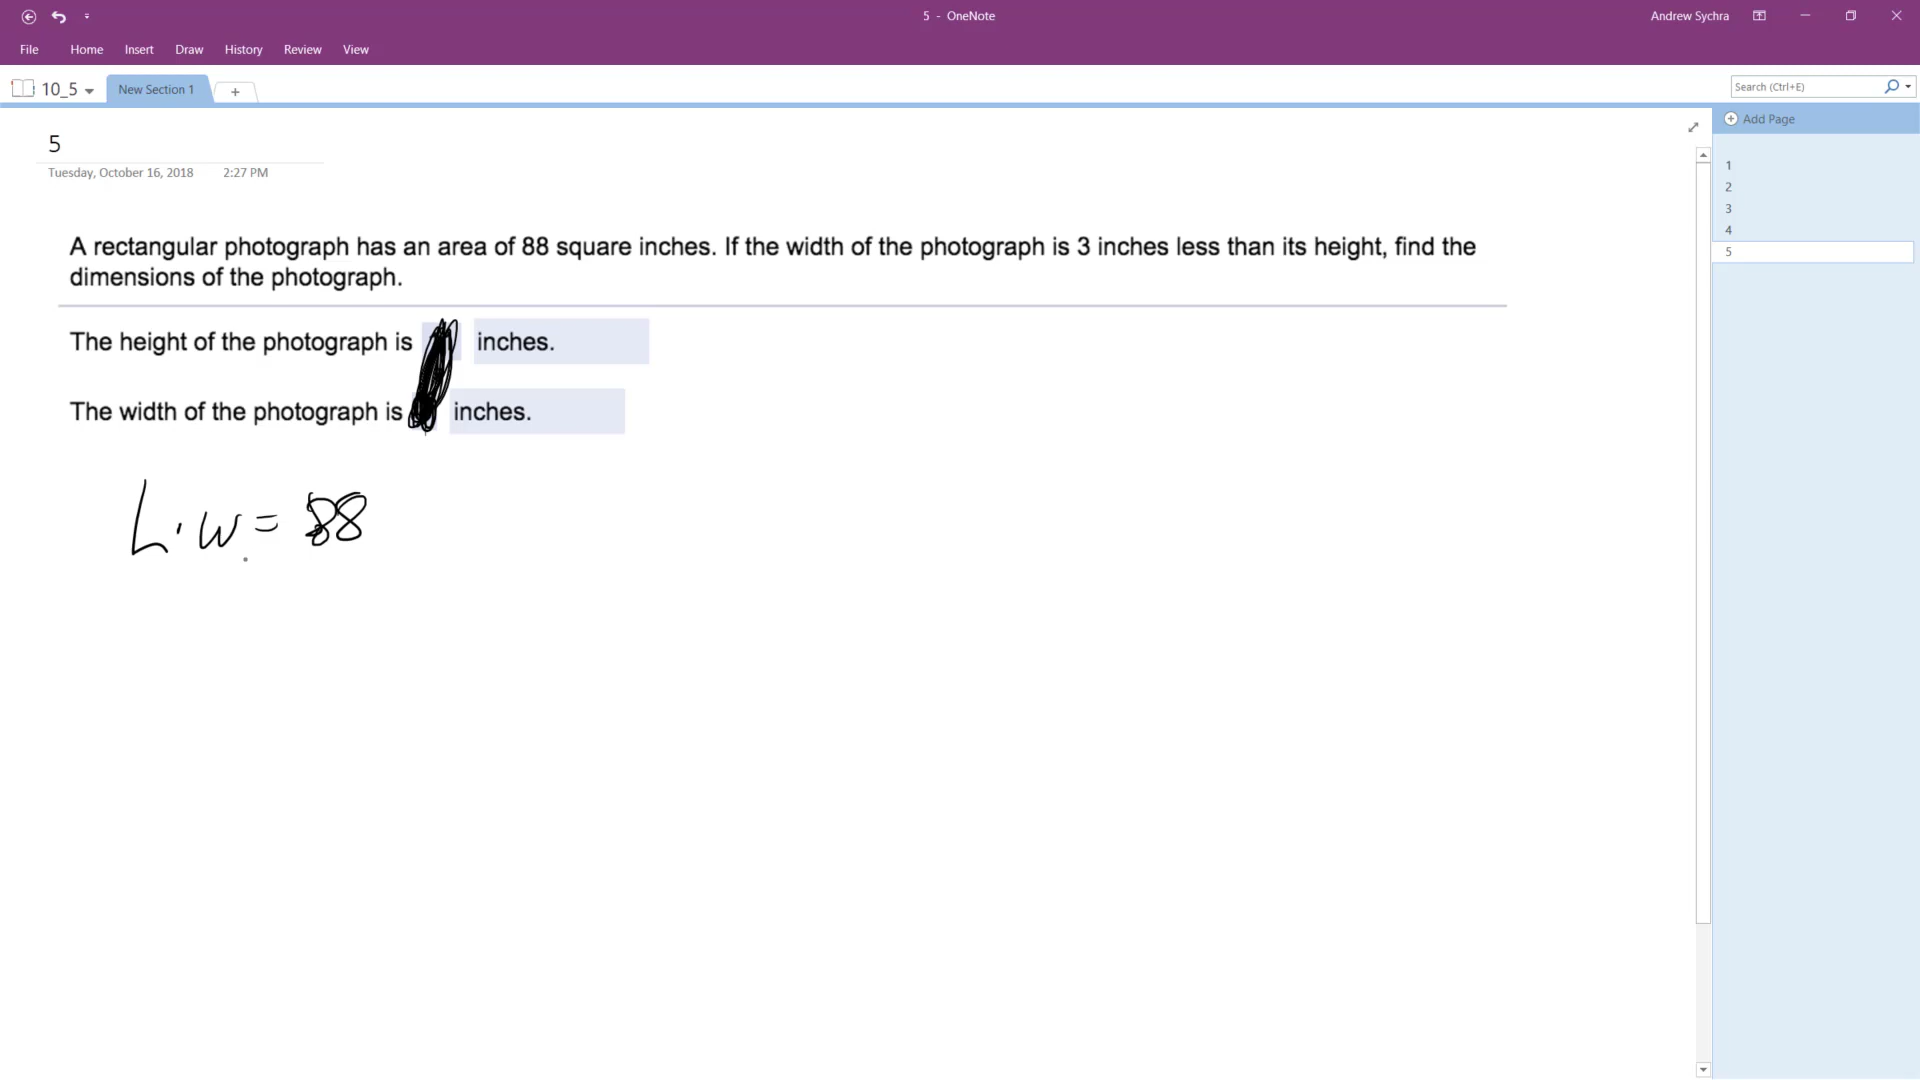 5 - OneNote
Andrew Sychra
File Home Insert Draw History Review View
10_5 New Section 1 +
Search (Ctrl+E)
Add Page
5
Tuesday, October 16, 2018 2:27 PM
1
2
3
4
5
A rectangular photograph has an area of 88 square inches. If the width of the photograph is 3 inches less than its height, find the
dimensions of the photograph.
The height of the photograph is inches.
The width of the photograph is inches.
L · w = 88